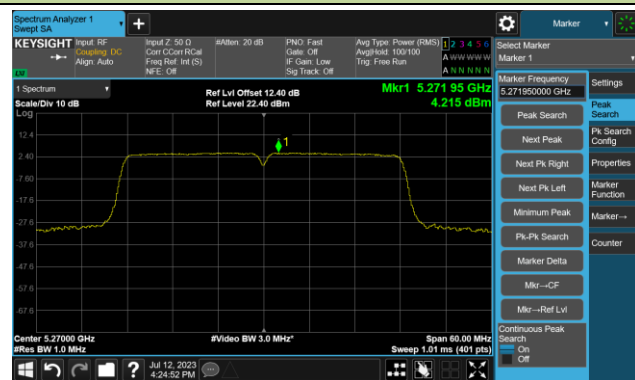 Spectrum Analyzer 1
Swept SA
+
Marker
KEYSIGHT
Input: RF
Coupling: DC
Align: Auto
Input Z: 50 Ω
Corr CCorr RCal
Freq Ref: Int (S)
NFE: Off
#Atten: 20 dB
PNO: Fast
Gate: Off
IF Gain: Low
Sig Track: Off
Avg Type: Power (RMS)
Avg|Hold: 100/100
Trig: Free Run
1 2 3 4 5 6
A W W W W W
A N N N N N
LXI
Select Marker
Marker 1
1 Spectrum
Scale/Div 10 dB
Log
Ref Lvl Offset 12.40 dB
Ref Level 22.40 dBm
Mkr1 5.271 95 GHz
4.215 dBm
1
12.4
2.40
-7.60
-17.6
-27.6
-37.6
-47.6
-57.6
-67.6
Center 5.27000 GHz
#Res BW 1.0 MHz
#Video BW 3.0 MHz*
Span 60.00 MHz
Sweep 1.01 ms (401 pts)
Marker Frequency
5.271950000 GHz
Peak Search
Next Peak
Next Pk Right
Next Pk Left
Minimum Peak
Pk-Pk Search
Marker Delta
Mkr→CF
Mkr→Ref Lvl
Continuous Peak
Search
On
Off
Settings
Peak
Search
Pk Search
Config
Properties
Marker
Function
Marker→
Counter
?
Jul 12, 2023
4:24:52 PM